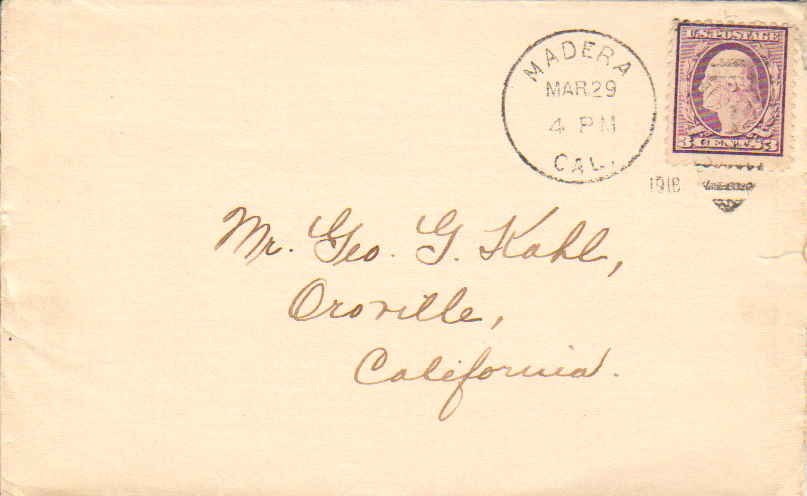 MADERA
MAR 29
4 PM
CAL.
1918
U.S. POSTAGE
3 CENTS 3
Mr. Geo. G. Kahl,
Oroville,
California.